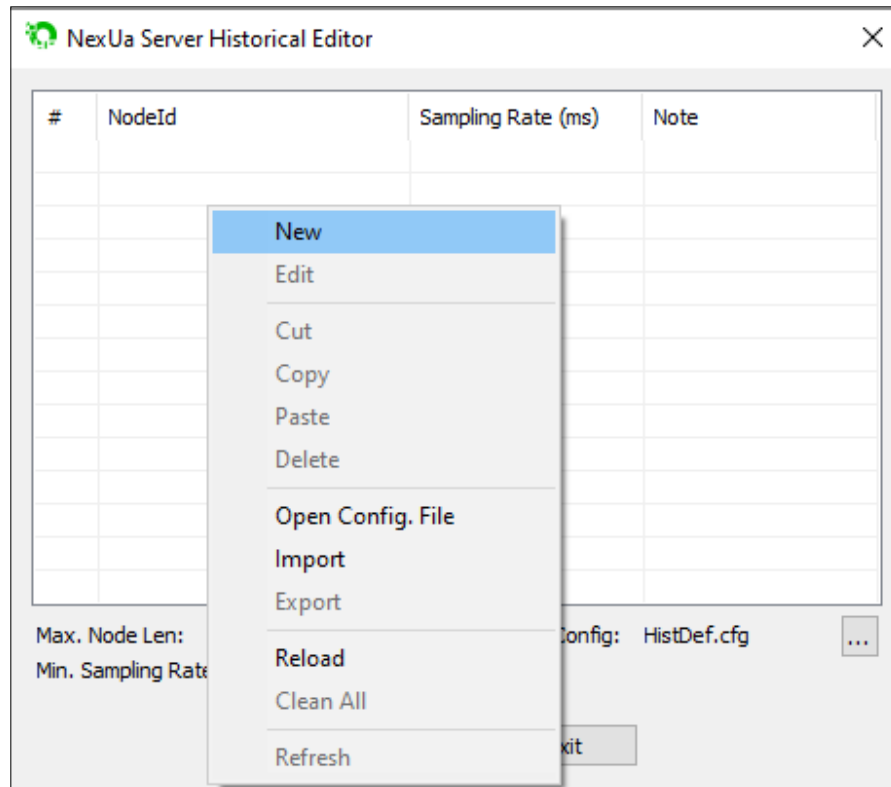 NexUa Server Historical Editor
# NodeId Sampling Rate (ms) Note
New
Edit
Cut
Copy
Paste
Delete
Open Config. File
Import
Export
Max. Node Len: Config: HistDef.cfg ...
Reload
Min. Sampling Rate
Clean All
xit
Refresh